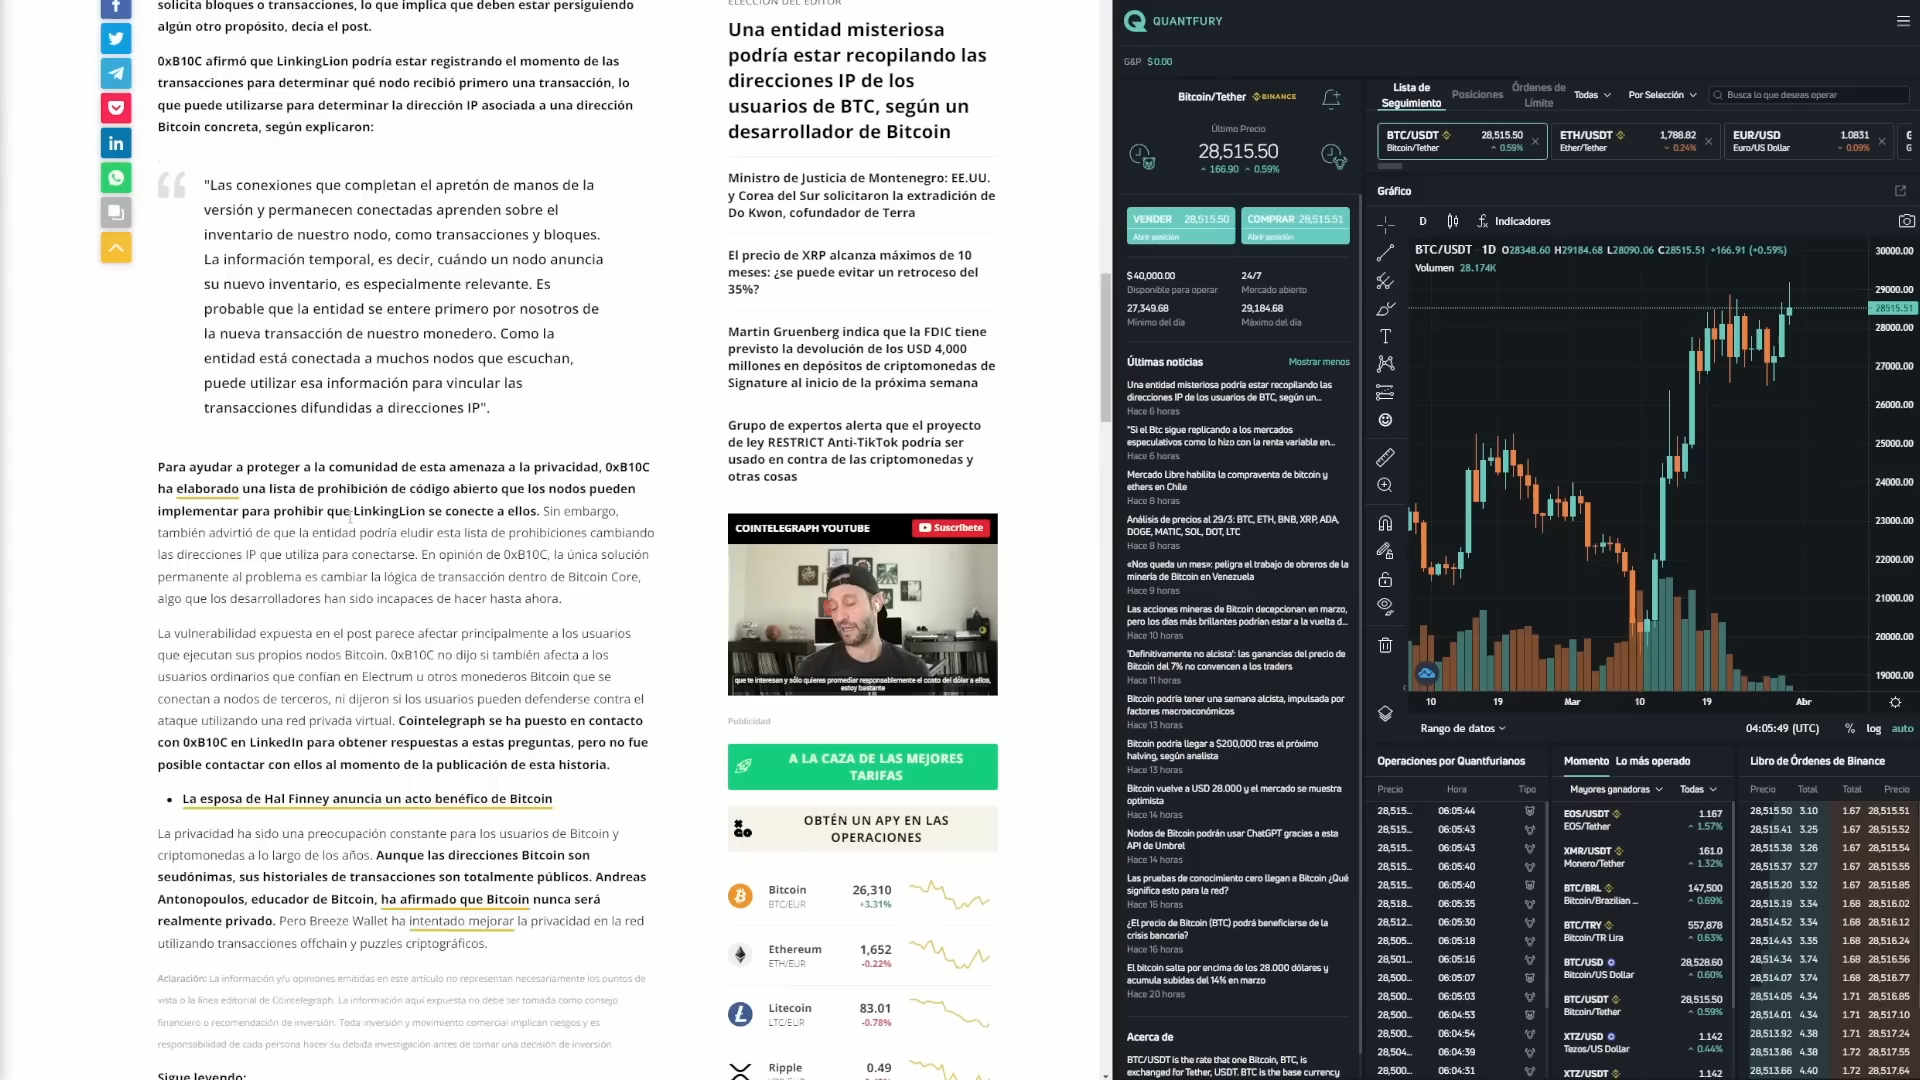 solicita bloques o transacciones, lo que implica que deben estar persiguiendo
algún otro propósito, decía el post.
0xB10C afirmó que LinkingLion podría estar registrando el momento de las
transacciones para determinar qué nodo recibió primero una transacción, lo
que puede utilizarse para determinar la dirección IP asociada a una dirección
Bitcoin concreta, según explicaron:
"Las conexiones que completan el apretón de manos de la
versión y permanecen conectadas aprenden sobre el
inventario de nuestro nodo, como transacciones y bloques.
La información temporal, es decir, cuándo un nodo anuncia
su nuevo inventario, es especialmente relevante. Es
probable que la entidad se entere primero por nosotros de
la nueva transacción de nuestro monedero. Como la
entidad está conectada a muchos nodos que escuchan,
puede utilizar esa información para vincular las
transacciones difundidas a direcciones IP".
Para ayudar a proteger a la comunidad de esta amenaza a la privacidad, 0xB10C
ha elaborado una lista de prohibición de código abierto que los nodos pueden
implementar para prohibir que LinkingLion se conecte a ellos. Sin embargo,
también advirtió de que la entidad podría eludir esta lista de prohibiciones cambiando
las direcciones IP que utiliza para conectarse. En opinión de 0xB10C, la única solución
permanente al problema es cambiar la lógica de transacción dentro de Bitcoin Core,
algo que los desarrolladores han sido incapaces de hacer hasta ahora.
La vulnerabilidad expuesta en el post parece afectar principalmente a los usuarios
que ejecutan sus propios nodos Bitcoin. 0xB10C no dijo si también afecta a los
usuarios ordinarios que confían en Electrum u otros monederos Bitcoin que se
conectan a nodos de terceros, ni dijeron si los usuarios pueden defenderse contra el
ataque utilizando una red privada virtual. Cointelegraph se ha puesto en contacto
con 0xB10C en LinkedIn para obtener respuestas a estas preguntas, pero no fue
posible contactar con ellos al momento de la publicación de esta historia.
• La esposa de Hal Finney anuncia un acto benéfico de Bitcoin
La privacidad ha sido una preocupación constante para los usuarios de Bitcoin y
criptomonedas a lo largo de los años. Aunque las direcciones Bitcoin son
seudónimas, sus historiales de transacciones son totalmente públicos. Andreas
Antonopoulos, educador de Bitcoin, ha afirmado que Bitcoin nunca será
realmente privado. Pero Breeze Wallet ha intentado mejorar la privacidad en la red
utilizando transacciones offchain y puzzles criptográficos.
Aclaración: La información y/u opiniones emitidas en este artículo no representan necesariamente los puntos de
vista o la línea editorial de Cointelegraph. La información aquí expuesta no debe ser tomada como consejo
financiero o recomendación de inversión. Toda inversión y movimiento comercial implican riesgos y es
responsabilidad de cada persona hacer su debida investigación antes de tomar una decisión de inversión.
Sigue leyendo:
ELECCIÓN DEL EDITOR
Una entidad misteriosa
podría estar recopilando las
direcciones IP de los
usuarios de BTC, según un
desarrollador de Bitcoin
Ministro de Justicia de Montenegro: EE.UU.
y Corea del Sur solicitaron la extradición de
Do Kwon, cofundador de Terra
El precio de XRP alcanza máximos de 10
meses: ¿se puede evitar un retroceso del
35%?
Martin Gruenberg indica que la FDIC tiene
previsto la devolución de los USD 4,000
millones en depósitos de criptomonedas de
Signature al inicio de la próxima semana
Grupo de expertos alerta que el proyecto
de ley RESTRICT Anti-TikTok podría ser
usado en contra de las criptomonedas y
otras cosas
COINTELEGRAPH YOUTUBE Suscríbete
que te interesan y sólo quieres promediar responsablemente el costo del dólar a ellos,
estoy bastante
Publicidad
A LA CAZA DE LAS MEJORES
TARIFAS
OBTÉN UN APY EN LAS
OPERACIONES
Bitcoin 26,310
BTC/EUR +3.31%
Ethereum 1,652
ETH/EUR -0.22%
Litecoin 83.01
LTC/EUR -0.78%
Ripple 0.49
QUANTFURY
G&P $0.00
Bitcoin/Tether BINANCE
Último Precio
28,515.50
166.90 0.59%
VENDER 28,515.50 COMPRAR 28,515.51
Abrir posición Abrir posición
$40,000.00 24/7
Disponible para operar Mercado abierto
27,349.68 29,184.68
Mínimo del día Máximo del día
Últimas noticias Mostrar menos
Una entidad misteriosa podría estar recopilando las
direcciones IP de los usuarios de BTC, según un...
Hace 6 horas
"Si el Btc sigue replicando a los mercados
especulativos como lo hizo con la renta variable en...
Hace 6 horas
Mercado Libre habilita la compraventa de bitcoin y
ethers en Chile
Hace 8 horas
Análisis de precios al 29/3: BTC, ETH, BNB, XRP, ADA,
DOGE, MATIC, SOL, DOT, LTC
Hace 8 horas
«Nos queda un mes»: peligra el trabajo de obreros de la
minería de Bitcoin en Venezuela
Hace 9 horas
Las acciones mineras de Bitcoin decepcionan en marzo,
pero los días más brillantes podrían estar a la vuelta d...
Hace 10 horas
'Definitivamente no alcista': las ganancias del precio de
Bitcoin del 7% no convencen a los traders
Hace 11 horas
Bitcoin podría tener una semana alcista, impulsada por
factores macroeconómicos
Hace 13 horas
Bitcoin podría llegar a $200,000 tras el próximo
halving, según analista
Hace 13 horas
Bitcoin vuelve a USD 28.000 y el mercado se muestra
optimista
Hace 14 horas
Nodos de Bitcoin podrán usar ChatGPT gracias a esta
API de Umbrel
Hace 14 horas
Las pruebas de conocimiento cero llegan a Bitcoin ¿Qué
significa esto para la red?
Hace 16 horas
¿El precio de Bitcoin (BTC) podrá beneficiarse de la
crisis bancaria?
Hace 16 horas
El bitcoin salta por encima de los 28.000 dólares y
acumula subidas del 14% en marzo
Hace 20 horas
Acerca de
BTC/USDT is the rate that one Bitcoin, BTC, is
exchanged for Tether, USDT. BTC is the base currency
Lista de Seguimiento Posiciones Órdenes de Límite Todas Por Selección Busca lo que deseas operar
BTC/USDT 28,515.50 ETH/USDT 1,788.82 EUR/USD 1.0831
Bitcoin/Tether 0.59% Ether/Tether 0.24% Euro/US Dollar 0.09%
Gráfico
D Indicadores
BTC/USDT · 1D O28348.60 H29184.68 L28090.06 C28515.51 +166.91 (+0.59%)
Volumen 28.174K
30000.00
29000.00
28515.51
28000.00
27000.00
26000.00
25000.00
24000.00
23000.00
22000.00
21000.00
20000.00
19000.00
10 19 Mar 10 19 Abr
Rango de datos 04:05:49 (UTC) % log auto
Operaciones por Quantfurianos
Precio Hora Tipo
28,515... 06:05:44
28,515... 06:05:43
28,515... 06:05:43
28,515... 06:05:40
28,515... 06:05:40
28,518... 06:05:35
28,512... 06:05:30
28,505... 06:05:18
28,501... 06:05:16
28,500... 06:05:07
28,500... 06:05:03
28,500... 06:04:53
28,500... 06:04:54
28,504... 06:04:39
28,500... 06:04:31
Momento Lo más operado
Mayores ganadoras Todas
EOS/USDT 1.167
EOS/Tether 1.57%
XMR/USDT 161.0
Monero/Tether 1.32%
BTC/BRL 147,500
Bitcoin/Brazilian ... 0.69%
BTC/TRY 557,878
Bitcoin/TR Lira 0.63%
BTC/USD 28,528.60
Bitcoin/US Dollar 0.60%
BTC/USDT 28,515.50
Bitcoin/Tether 0.59%
XTZ/USD 1.142
Tezos/US Dollar 0.44%
XTZ/USDT 1.142
Libro de Órdenes de Binance
Precio Total Total Precio
28,515.50 3.10 1.67 28,515.51
28,515.41 3.25 1.67 28,515.52
28,515.38 3.26 1.67 28,515.54
28,515.37 3.27 1.67 28,515.55
28,515.20 3.32 1.67 28,515.85
28,515.19 3.34 1.68 28,516.02
28,514.52 3.34 1.68 28,516.12
28,514.43 3.35 1.68 28,516.24
28,514.34 3.74 1.68 28,516.56
28,514.07 3.74 1.68 28,516.77
28,514.05 4.34 1.71 28,516.85
28,514.01 4.34 1.71 28,517.10
28,513.92 4.38 1.71 28,517.24
28,513.86 4.38 1.72 28,517.55
28,513.66 4.40 1.72 28,517.64